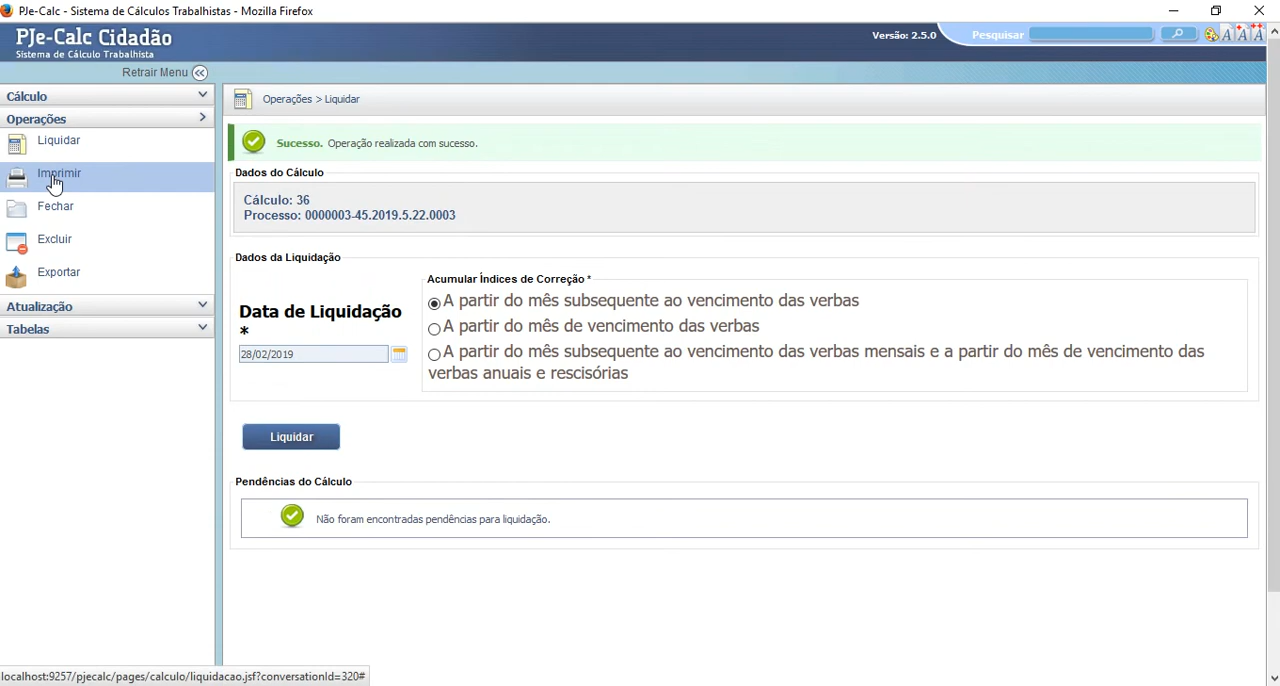 PJe-Calc - Sistema de Cálculos Trabalhistas - Mozilla Firefox
PJe-Calc Cidadão
Sistema de Cálculo Trabalhista
Versão: 2.5.0
Pesquisar
A A A
Retrair Menu
Cálculo
Operações
Liquidar
Imprimir
Fechar
Excluir
Exportar
Atualização
Tabelas
Operações > Liquidar
Sucesso. Operação realizada com sucesso.
Dados do Cálculo
Cálculo: 36
Processo: 0000003-45.2019.5.22.0003
Dados da Liquidação
Data de Liquidação
*
28/02/2019
Acumular Índices de Correção *
A partir do mês subsequente ao vencimento das verbas
A partir do mês de vencimento das verbas
A partir do mês subsequente ao vencimento das verbas mensais e a partir do mês de vencimento das
verbas anuais e rescisórias
Liquidar
Pendências do Cálculo
Não foram encontradas pendências para liquidação.
localhost:9257/pjecalc/pages/calculo/liquidacao.jsf?conversationId=320#